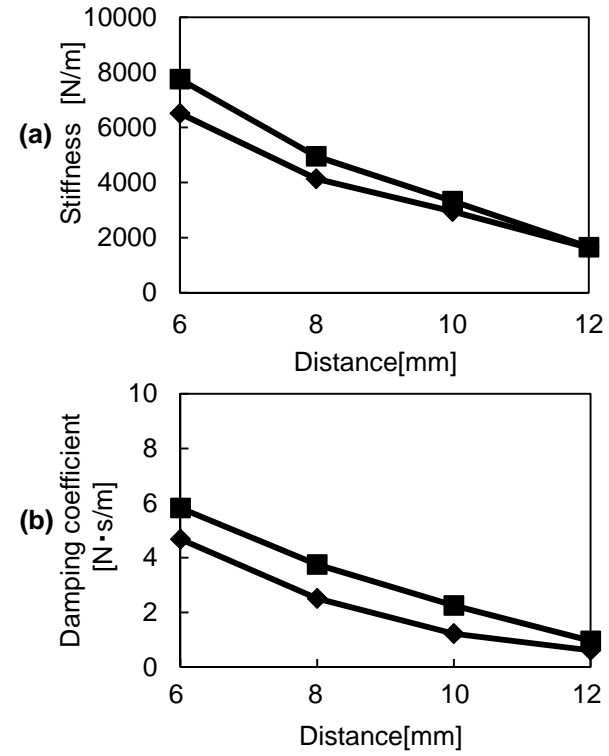 (a)
Stiffness [N/m]
10000
8000
6000
4000
2000
0
6 8 10 12
Distance[mm]
(b)
Damping coefficient
[N・s/m]
10
8
6
4
2
0
6 8 10 12
Distance[mm]